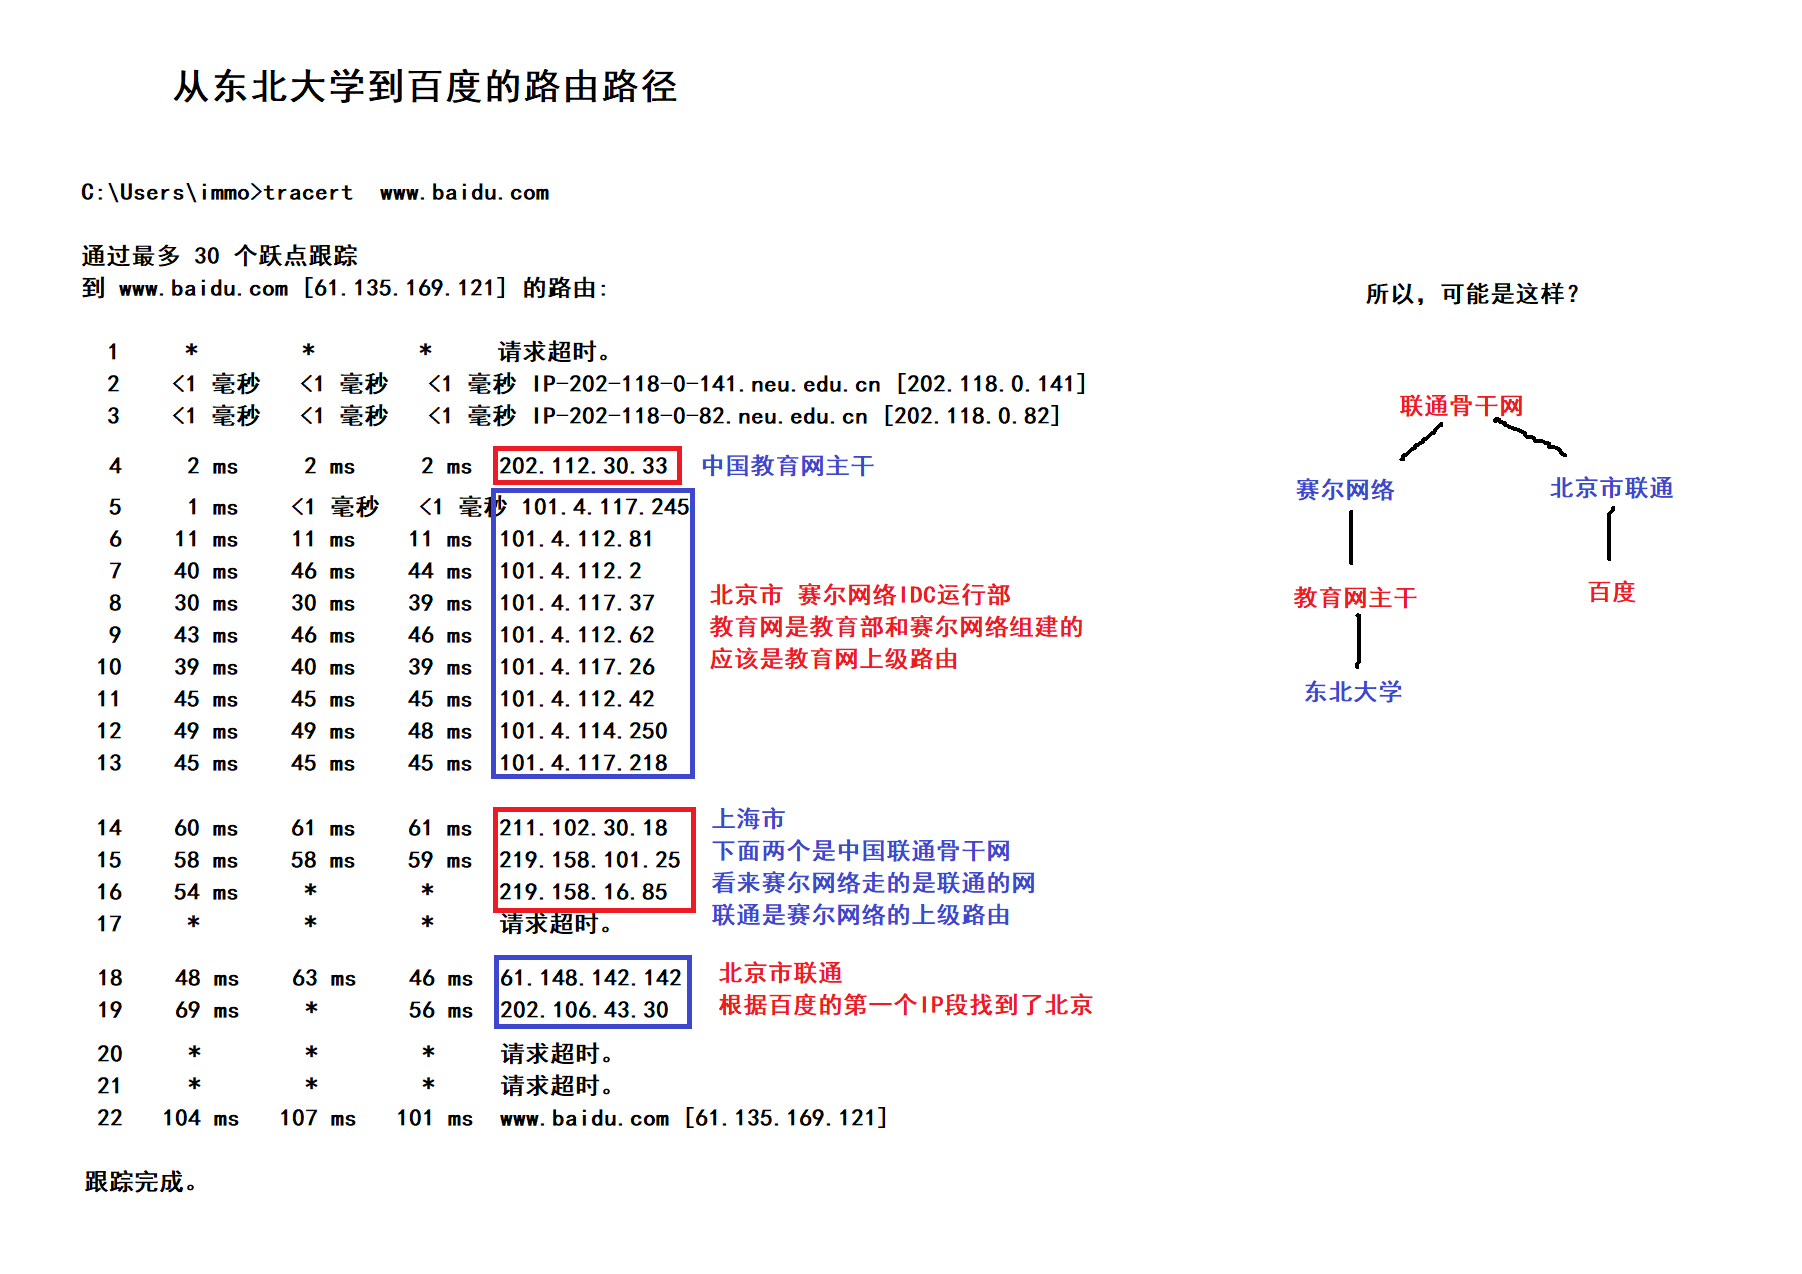 从东北大学到百度的路由路径
C:\Users\immo>tracert  www.baidu.com
通过最多 30 个跃点跟踪
到 www.baidu.com [61.135.169.121] 的路由:
1 * * * 请求超时。
2 <1 毫秒 <1 毫秒 <1 毫秒 IP-202-118-0-141.neu.edu.cn [202.118.0.141]
3 <1 毫秒 <1 毫秒 <1 毫秒 IP-202-118-0-82.neu.edu.cn [202.118.0.82]
4 2 ms 2 ms 2 ms 202.112.30.33 中国教育网主干
5 1 ms <1 毫秒 <1 毫秒 101.4.117.245
6 11 ms 11 ms 11 ms 101.4.112.81
7 40 ms 46 ms 44 ms 101.4.112.2
8 30 ms 30 ms 39 ms 101.4.117.37
9 43 ms 46 ms 46 ms 101.4.112.62
10 39 ms 40 ms 39 ms 101.4.117.26
11 45 ms 45 ms 45 ms 101.4.112.42
12 49 ms 49 ms 48 ms 101.4.114.250
13 45 ms 45 ms 45 ms 101.4.117.218
北京市 赛尔网络IDC运行部
教育网是教育部和赛尔网络组建的
应该是教育网上级路由
14 60 ms 61 ms 61 ms 211.102.30.18
15 58 ms 58 ms 59 ms 219.158.101.25
16 54 ms * * 219.158.16.85
17 * * * 请求超时。
上海市
下面两个是中国联通骨干网
看来赛尔网络走的是联通的网
联通是赛尔网络的上级路由
18 48 ms 63 ms 46 ms 61.148.142.142
19 69 ms * 56 ms 202.106.43.30
北京市联通
根据百度的第一个IP段找到了北京
20 * * * 请求超时。
21 * * * 请求超时。
22 104 ms 107 ms 101 ms www.baidu.com [61.135.169.121]
跟踪完成。
所以，可能是这样？
联通骨干网
赛尔网络 北京市联通
教育网主干 百度
东北大学